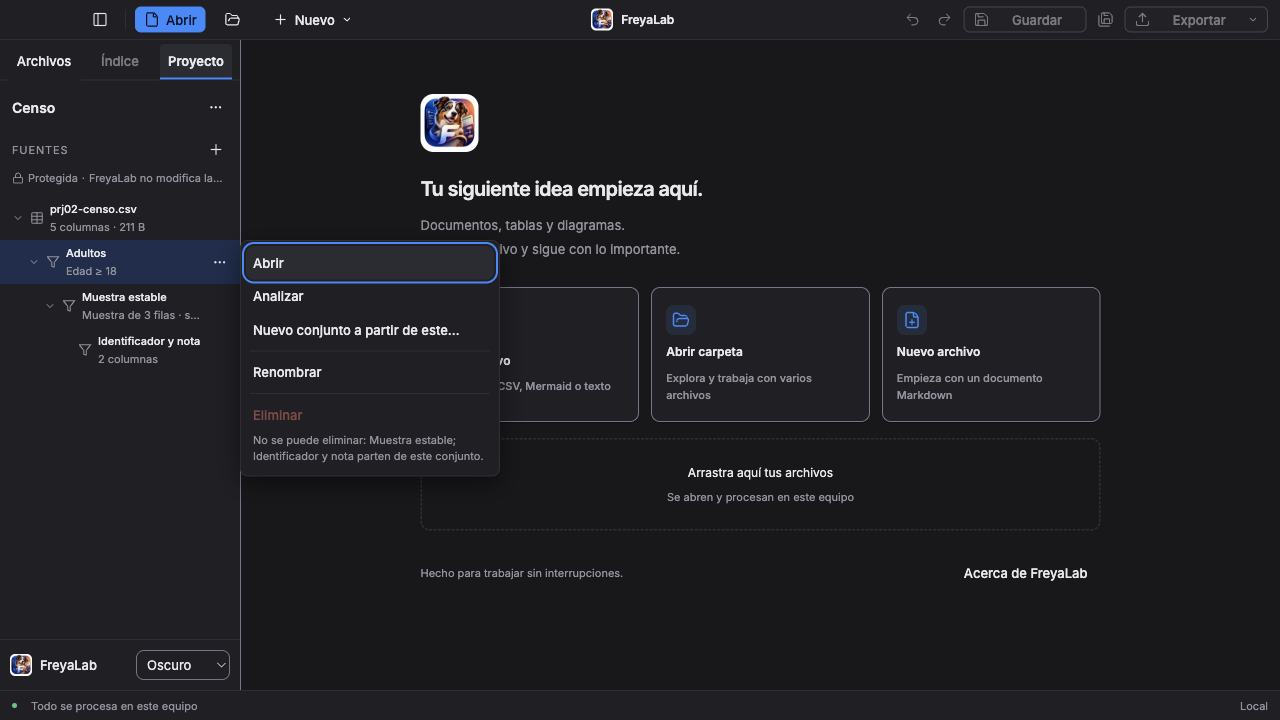 Abrir
Nuevo
FreyaLab
Guardar
Exportar
Archivos
Índice
Proyecto
Censo
FUENTES
Protegida · FreyaLab no modifica la...
prj02-censo.csv
5 columnas · 211 B
Adultos
Edad ≥ 18
Muestra estable
Muestra de 3 filas · s...
Identificador y nota
2 columnas
Abrir
Analizar
Nuevo conjunto a partir de este...
Renombrar
Eliminar
No se puede eliminar: Muestra estable;
Identificador y nota parten de este conjunto.
Tu siguiente idea empieza aquí.
Documentos, tablas y diagramas.
ivo y sigue con lo importante.
vo
CSV, Mermaid o texto
Abrir carpeta
Explora y trabaja con varios
archivos
Nuevo archivo
Empieza con un documento
Markdown
Arrastra aquí tus archivos
Se abren y procesan en este equipo
Hecho para trabajar sin interrupciones.
Acerca de FreyaLab
FreyaLab
Oscuro
Todo se procesa en este equipo
Local